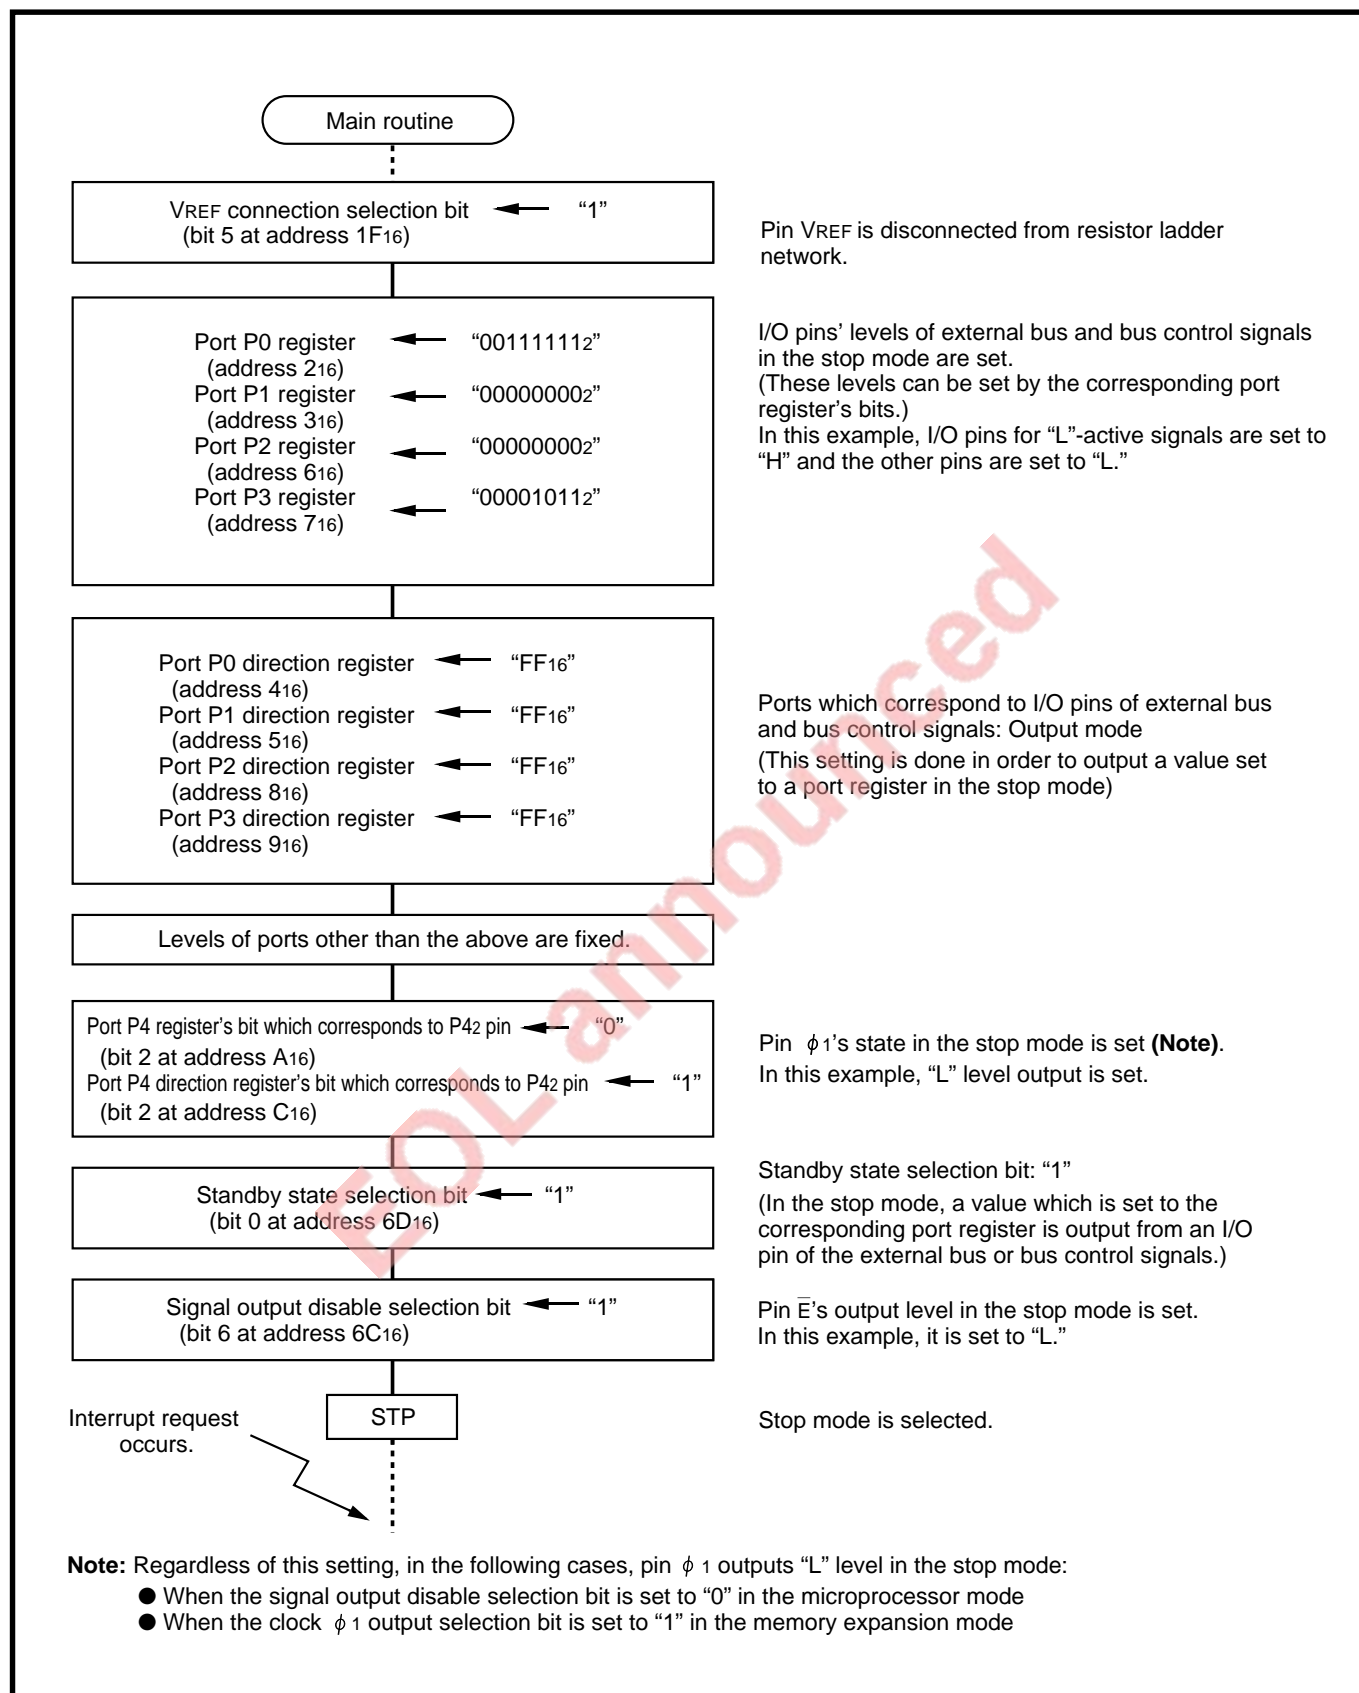 Main routine
VREF connection selection bit “1”
(bit 5 at address 1F16)
Pin VREF is disconnected from resistor ladder
network.
Port P0 register “001111112”
(address 216)
Port P1 register “000000002”
(address 316)
Port P2 register “000000002”
(address 616)
Port P3 register “000010112”
(address 716)
I/O pins’ levels of external bus and bus control signals
in the stop mode are set.
(These levels can be set by the corresponding port
register’s bits.)
In this example, I/O pins for “L”-active signals are set to
“H” and the other pins are set to “L.”
Port P0 direction register “FF16”
(address 416)
Port P1 direction register “FF16”
(address 516)
Port P2 direction register “FF16”
(address 816)
Port P3 direction register “FF16”
(address 916)
Ports which correspond to I/O pins of external bus
and bus control signals: Output mode
(This setting is done in order to output a value set
to a port register in the stop mode)
Levels of ports other than the above are fixed.
Port P4 register’s bit which corresponds to P42 pin “0”
(bit 2 at address A16)
Port P4 direction register’s bit which corresponds to P42 pin “1”
(bit 2 at address C16)
Pin ϕ1’s state in the stop mode is set (Note).
In this example, “L” level output is set.
Standby state selection bit “1”
(bit 0 at address 6D16)
Standby state selection bit: “1”
(In the stop mode, a value which is set to the
corresponding port register is output from an I/O
pin of the external bus or bus control signals.)
Signal output disable selection bit “1”
(bit 6 at address 6C16)
Pin E̅’s output level in the stop mode is set.
In this example, it is set to “L.”
STP
Stop mode is selected.
Interrupt request
occurs.
Note: Regardless of this setting, in the following cases, pin ϕ 1 outputs “L” level in the stop mode:
● When the signal output disable selection bit is set to “0” in the microprocessor mode
● When the clock ϕ 1 output selection bit is set to “1” in the memory expansion mode
EOL announced